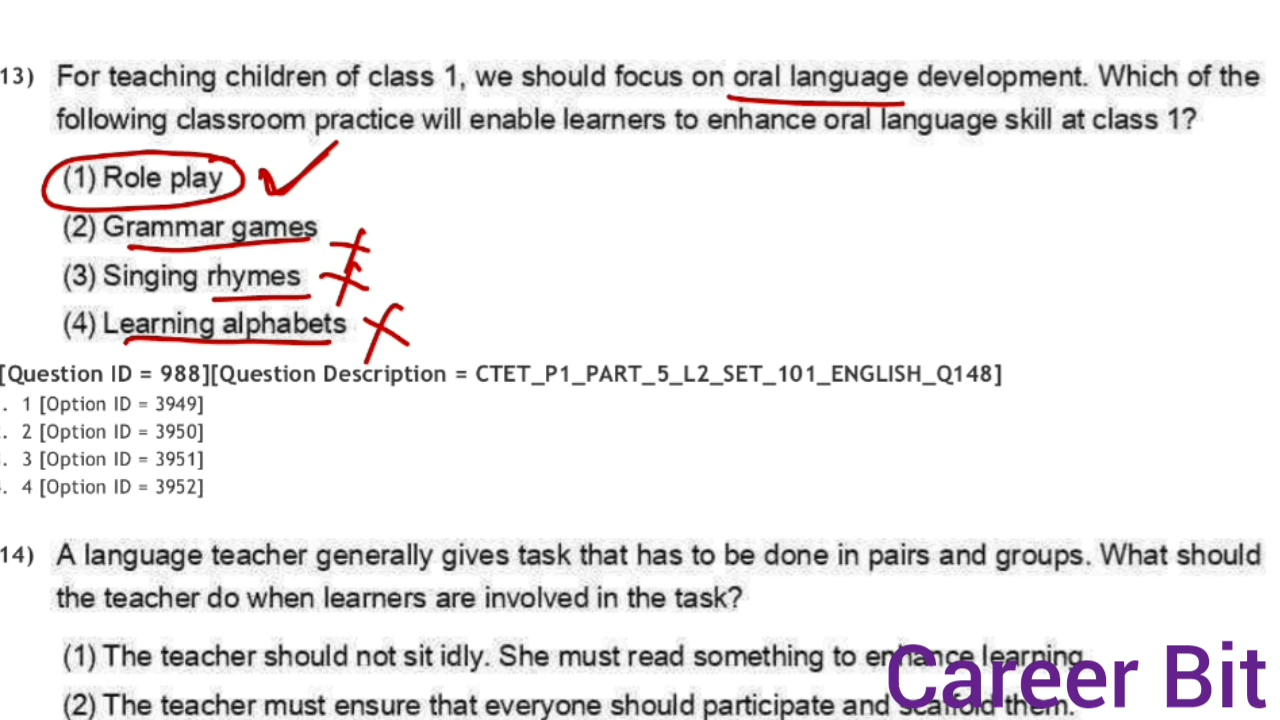 13) For teaching children of class 1, we should focus on oral language development. Which of the
following classroom practice will enable learners to enhance oral language skill at class 1?
(1) Role play
(2) Grammar games
(3) Singing rhymes
(4) Learning alphabets
[Question ID = 988][Question Description = CTET_P1_PART_5_L2_SET_101_ENGLISH_Q148]
. 1 [Option ID = 3949]
. 2 [Option ID = 3950]
. 3 [Option ID = 3951]
. 4 [Option ID = 3952]
14) A language teacher generally gives task that has to be done in pairs and groups. What should
the teacher do when learners are involved in the task?
(1) The teacher should not sit idly. She must read something to enhance learning
(2) The teacher must ensure that everyone should participate and scaffold them.
Career Bit